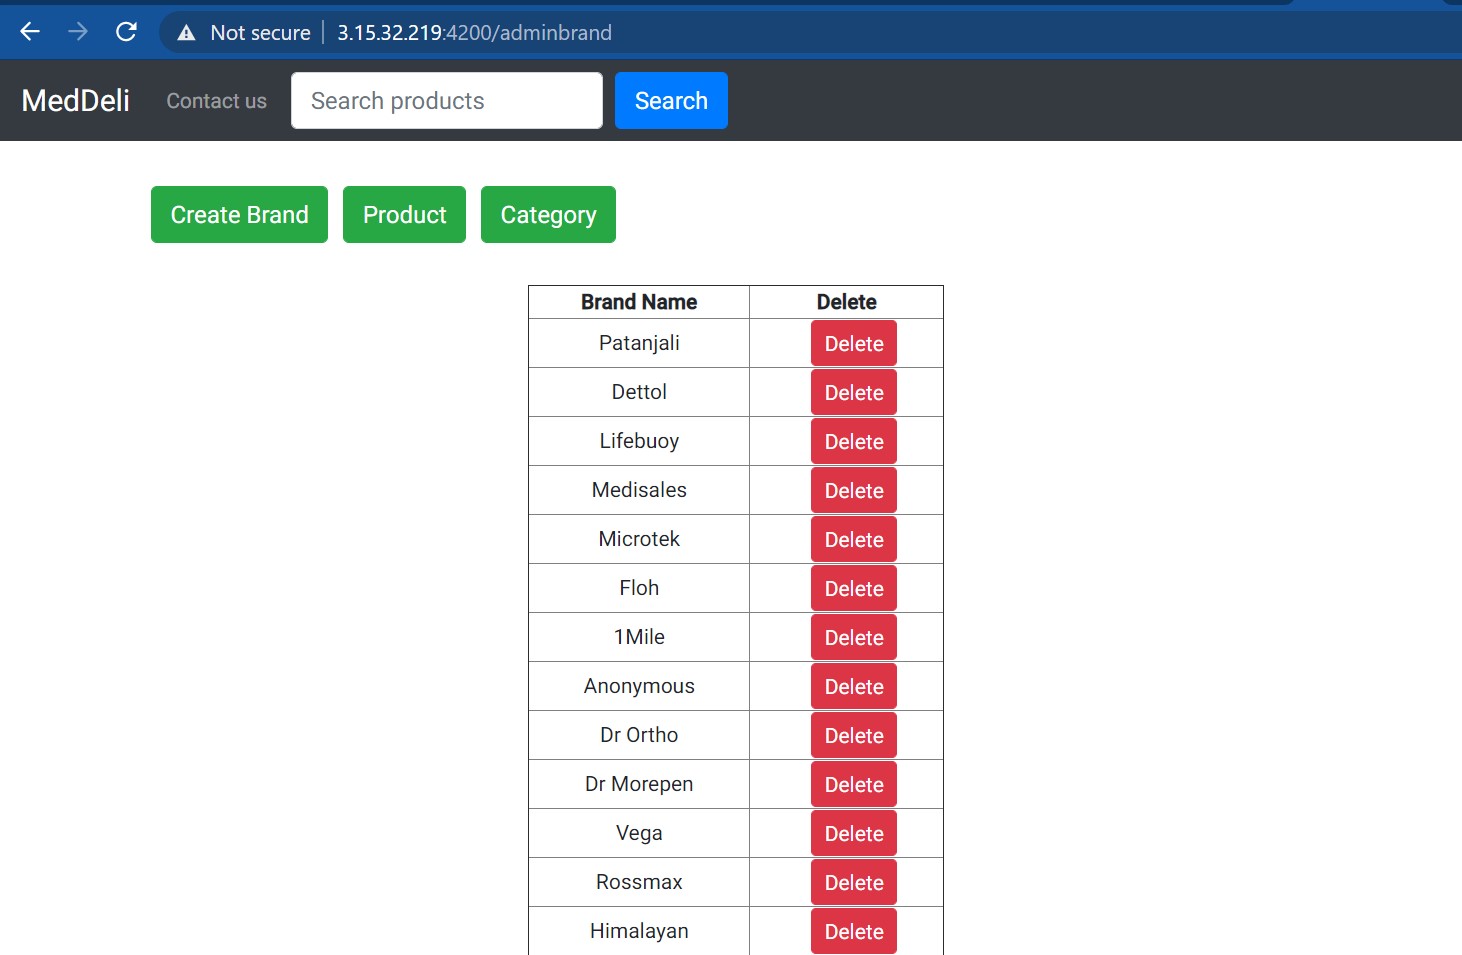 Not secure 3.15.32.219:4200/adminbrand
MedDeli Contact us Search products Search
Create Brand Product Category
Brand Name Delete
Patanjali Delete
Dettol Delete
Lifebuoy Delete
Medisales Delete
Microtek Delete
Floh Delete
1Mile Delete
Anonymous Delete
Dr Ortho Delete
Dr Morepen Delete
Vega Delete
Rossmax Delete
Himalayan Delete